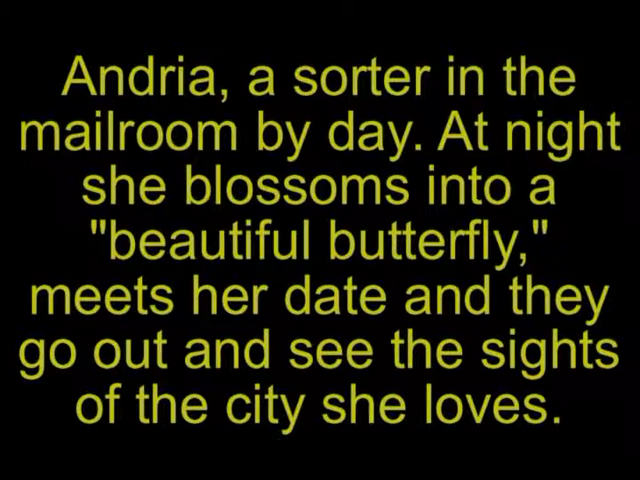 Andria, a sorter in the
mailroom by day. At night
she blossoms into a
"beautiful butterfly,"
meets her date and they
go out and see the sights
of the city she loves.